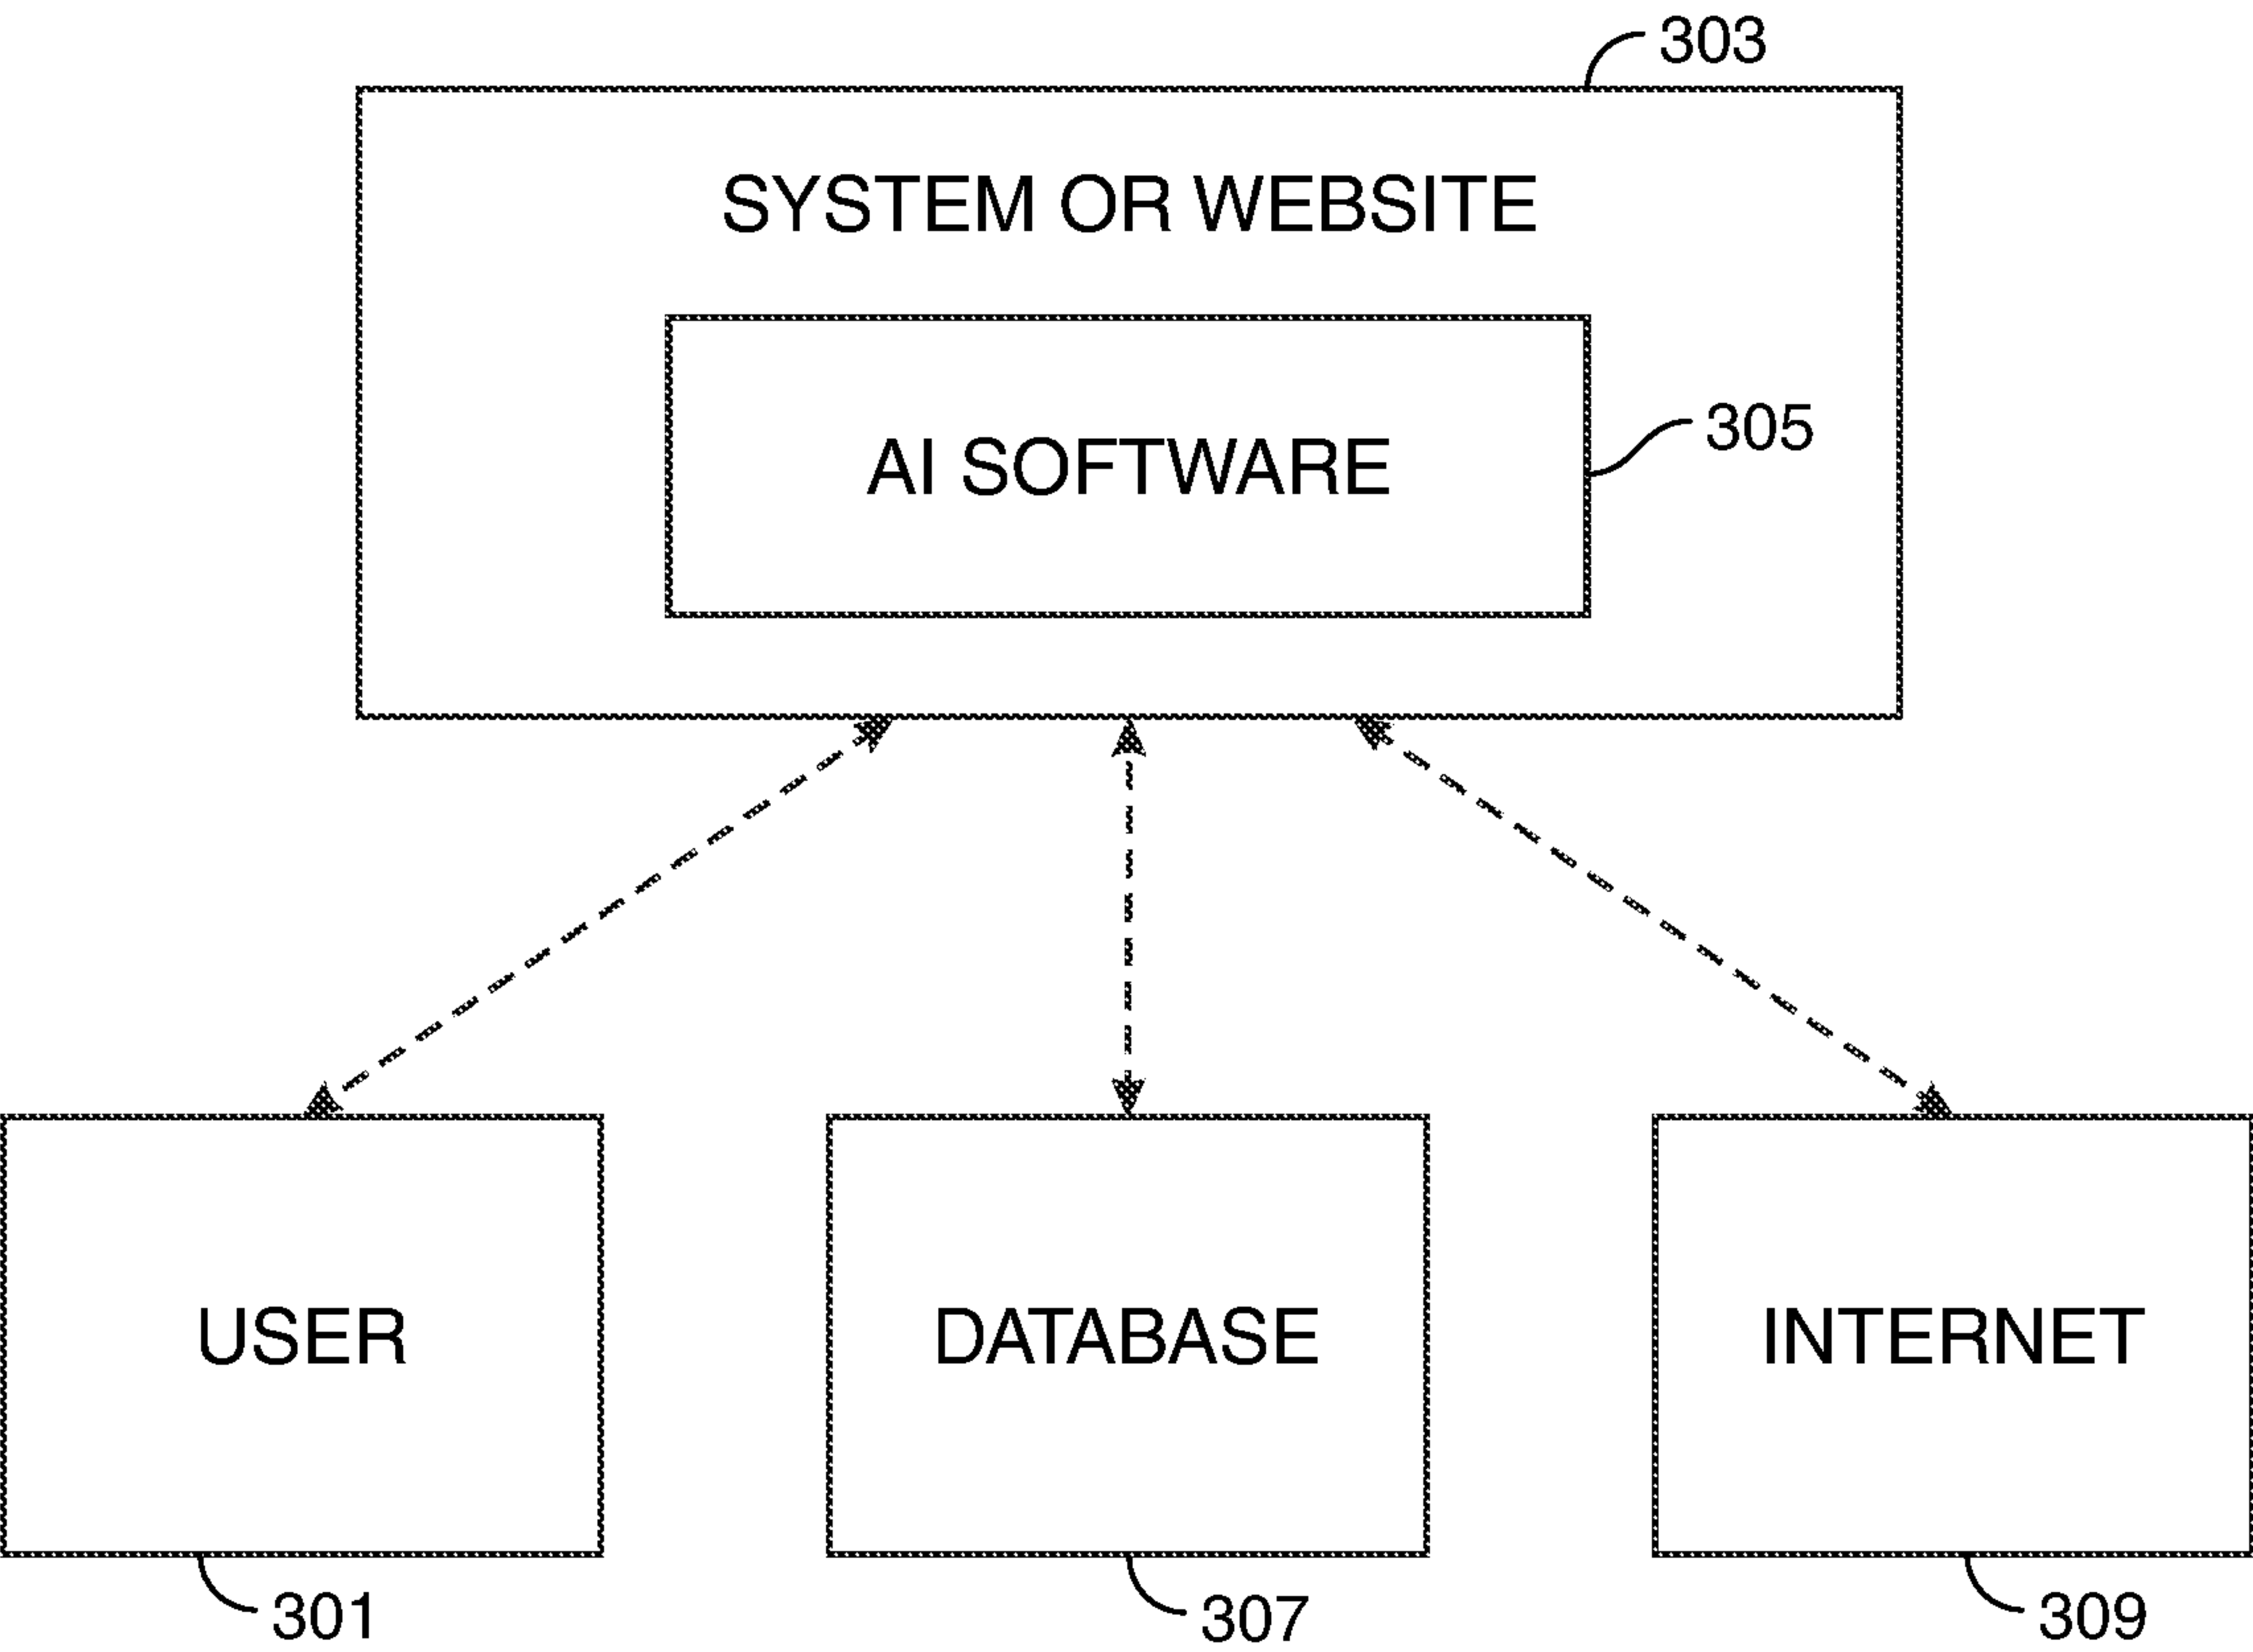 303
SYSTEM OR WEBSITE
AI SOFTWARE
305
USER
DATABASE
INTERNET
301
307
309